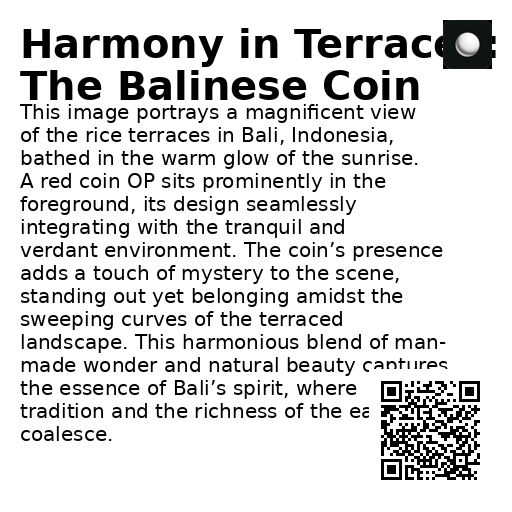 Harmony in Terraces:
The Balinese Coin
This image portrays a magnificent view
of the rice terraces in Bali, Indonesia,
bathed in the warm glow of the sunrise.
A red coin OP sits prominently in the
foreground, its design seamlessly
integrating with the tranquil and
verdant environment. The coin’s presence
adds a touch of mystery to the scene,
standing out yet belonging amidst the
sweeping curves of the terraced
landscape. This harmonious blend of man-
made wonder and natural beauty captures
the essence of Bali’s spirit, where
tradition and the richness of the
coalesce.